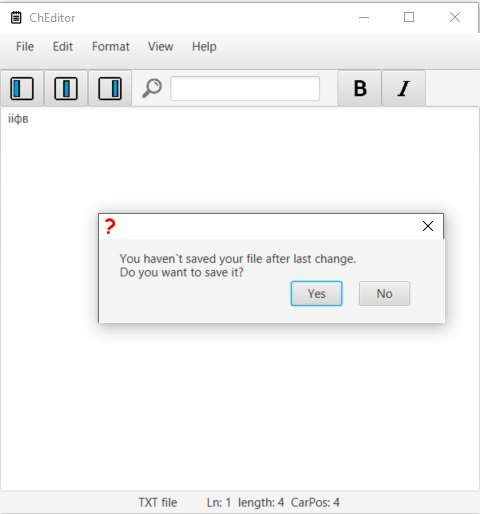 ChEditor
File Edit Format View Help
B I
ііфв
?
You haven`t saved your file after last change.
Do you want to save it?
Yes No
TXT file Ln: 1 length: 4 CarPos: 4